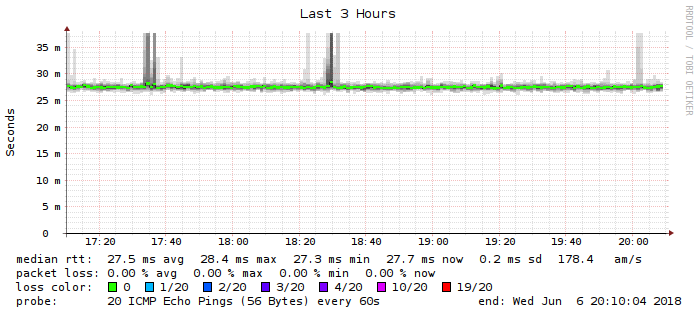 Last 3 Hours
RRDTOOL / TOBI OETIKER
Seconds
35 m
30 m
25 m
20 m
15 m
10 m
5 m
0
17:20 17:40 18:00 18:20 18:40 19:00 19:20 19:40 20:00
median rtt: 27.5 ms avg 28.4 ms max 27.3 ms min 27.7 ms now 0.2 ms sd 178.4 am/s
packet loss: 0.00 % avg 0.00 % max 0.00 % min 0.00 % now
loss color: 0 1/20 2/20 3/20 4/20 10/20 19/20
probe: 20 ICMP Echo Pings (56 Bytes) every 60s end: Wed Jun 6 20:10:04 2018